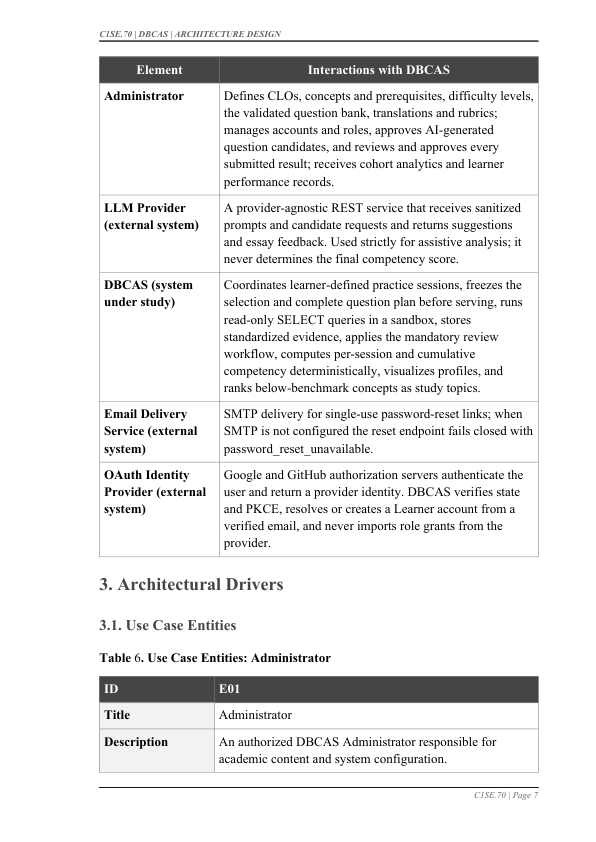 C1SE.70 | DBCAS | ARCHITECTURE DESIGN
Element Interactions with DBCAS
Administrator Defines CLOs, concepts and prerequisites, difficulty levels,
the validated question bank, translations and rubrics;
manages accounts and roles, approves AI-generated
question candidates, and reviews and approves every
submitted result; receives cohort analytics and learner
performance records.
LLM Provider A provider-agnostic REST service that receives sanitized
(external system) prompts and candidate requests and returns suggestions
and essay feedback. Used strictly for assistive analysis; it
never determines the final competency score.
DBCAS (system Coordinates learner-defined practice sessions, freezes the
under study) selection and complete question plan before serving, runs
read-only SELECT queries in a sandbox, stores
standardized evidence, applies the mandatory review
workflow, computes per-session and cumulative
competency deterministically, visualizes profiles, and
ranks below-benchmark concepts as study topics.
Email Delivery SMTP delivery for single-use password-reset links; when
Service (external SMTP is not configured the reset endpoint fails closed with
system) password_reset_unavailable.
OAuth Identity Google and GitHub authorization servers authenticate the
Provider (external user and return a provider identity. DBCAS verifies state
system) and PKCE, resolves or creates a Learner account from a
verified email, and never imports role grants from the
provider.
3. Architectural Drivers
3.1. Use Case Entities
Table 6. Use Case Entities: Administrator
ID E01
Title Administrator
Description An authorized DBCAS Administrator responsible for
academic content and system configuration.
C1SE.70 | Page 7